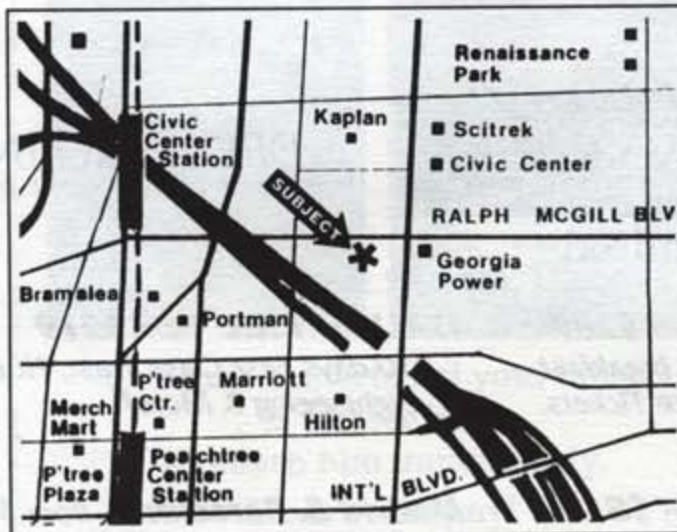 Renaissance
Park
Civic
Center
Station
Kaplan
Scitrek
Civic Center
SUBJECT
RALPH MCGILL BLV
Georgia
Power
Bramalea
Portman
P'tree
Ctr.
Marriott
Merch.
Mart
Hilton
P'tree
Plaza
Peachtree
Center
Station
INT'L BLVD.